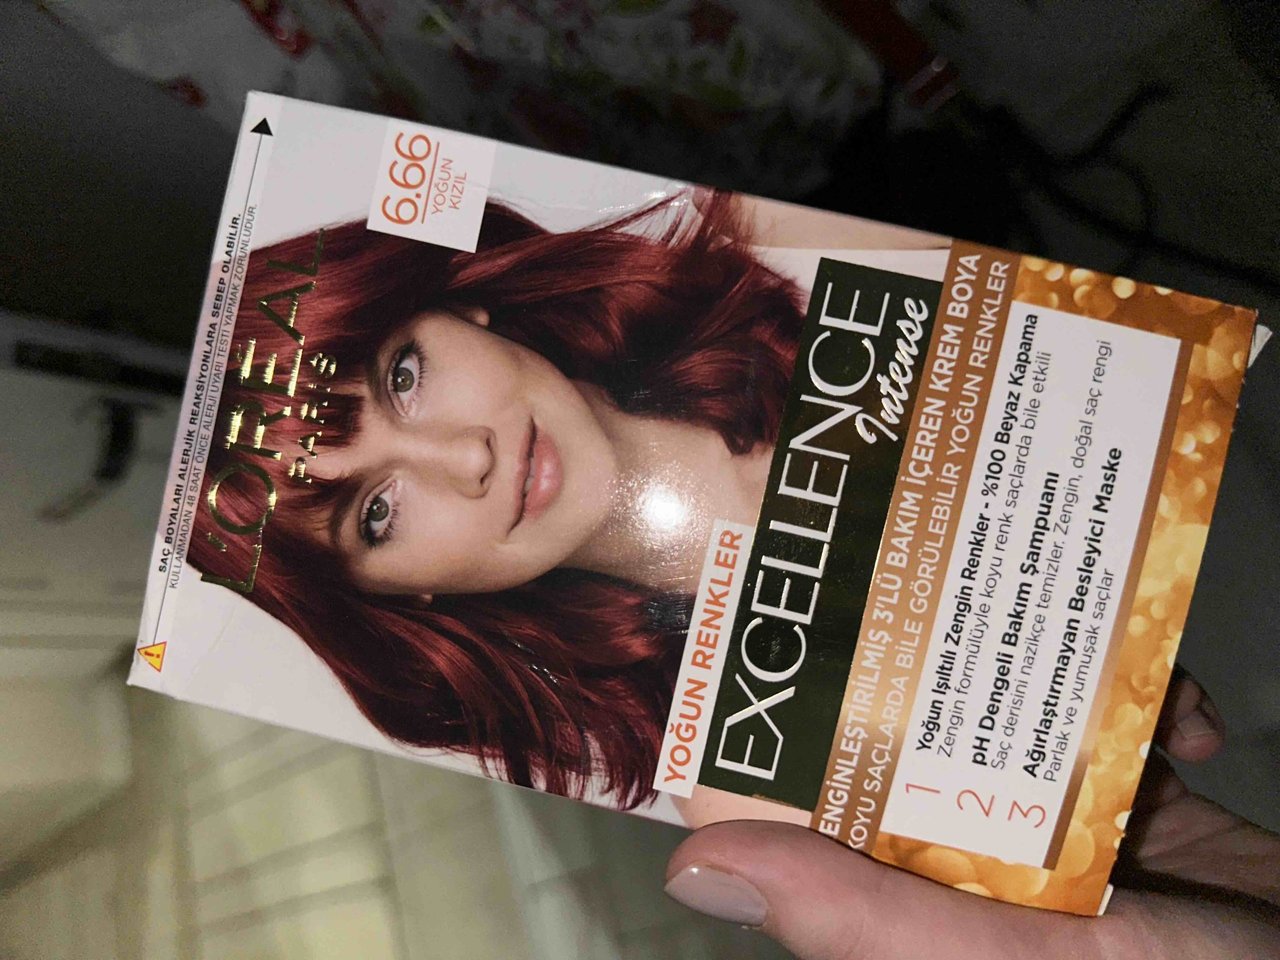 SAÇ BOYALARI ALERJİK REAKSİYONLARA SEBEP OLABİLİR.
KULLANMADAN 48 SAAT ÖNCE ALERJİ UYARI TESTİ YAPMAK ZORUNLUDUR.
L'ORÉAL
PARIS
6.66
YOĞUN
KIZIL
YOĞUN RENKLER
EXCELLENCE
Intense
ENGİNLEŞTİRİLMİŞ 3'LÜ BAKIM İÇEREN KREM BOYA
KOYU SAÇLARDA BİLE GÖRÜLEBİLİR YOĞUN RENKLER
1 Yoğun Işıltılı Zengin Renkler - %100 Beyaz Kapama
Zengin formülüyle koyu renk saçlarda bile etkili
2 pH Dengeli Bakım Şampuanı
Saç derisini nazikçe temizler. Zengin, doğal saç rengi
3 Ağırlaştırmayan Besleyici Maske
Parlak ve yumuşak saçlar